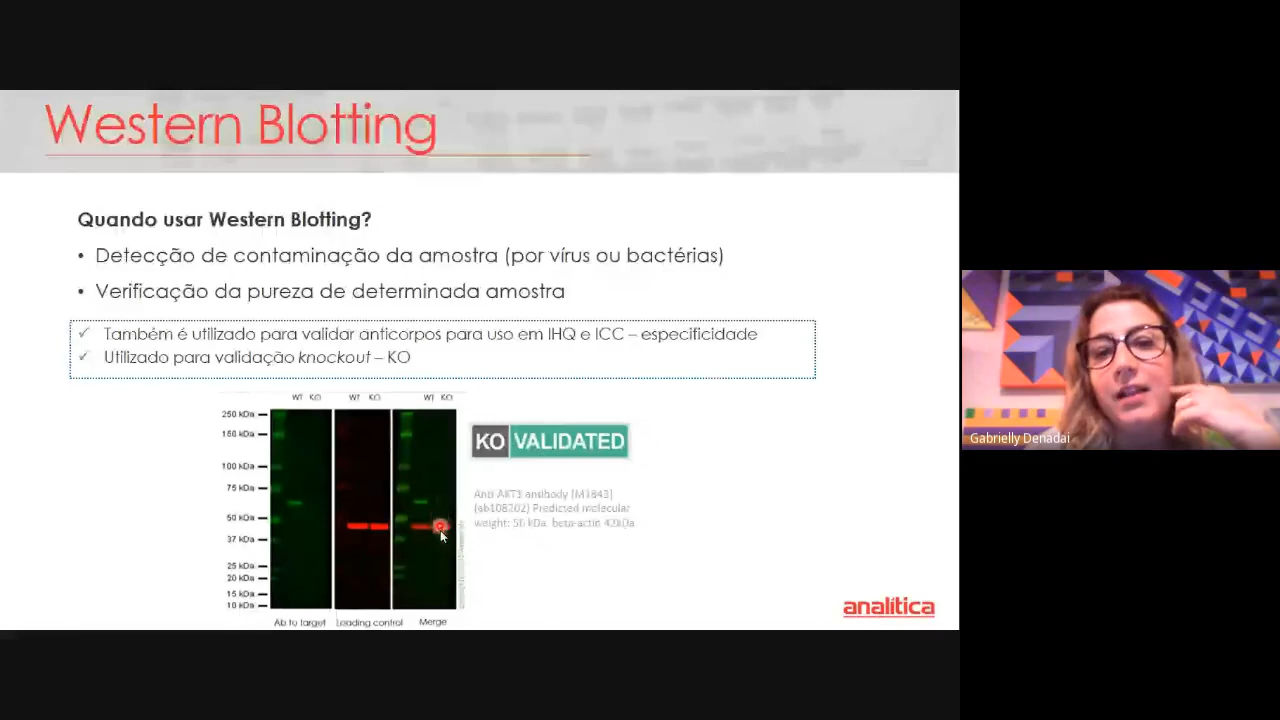 Western Blotting
Quando usar Western Blotting?
• Detecção de contaminação da amostra (por vírus ou bactérias)
• Verificação da pureza de determinada amostra
✓ Também é utilizado para validar anticorpos para uso em IHQ e ICC – especificidade
✓ Utilizado para validação knockout – KO
WT KO WT KO WT KO
250 kDa
150 kDa
100 kDa
75 kDa
50 kDa
37 kDa
25 kDa
20 kDa
15 kDa
10 kDa
Ab to target Loading control Merge
KO VALIDATED
Anti AKT1 antibody
(ab108202) Predicted molecular
weight: 56 kDa. beta-actin 42kDa
analítica
Gabrielly Denadai